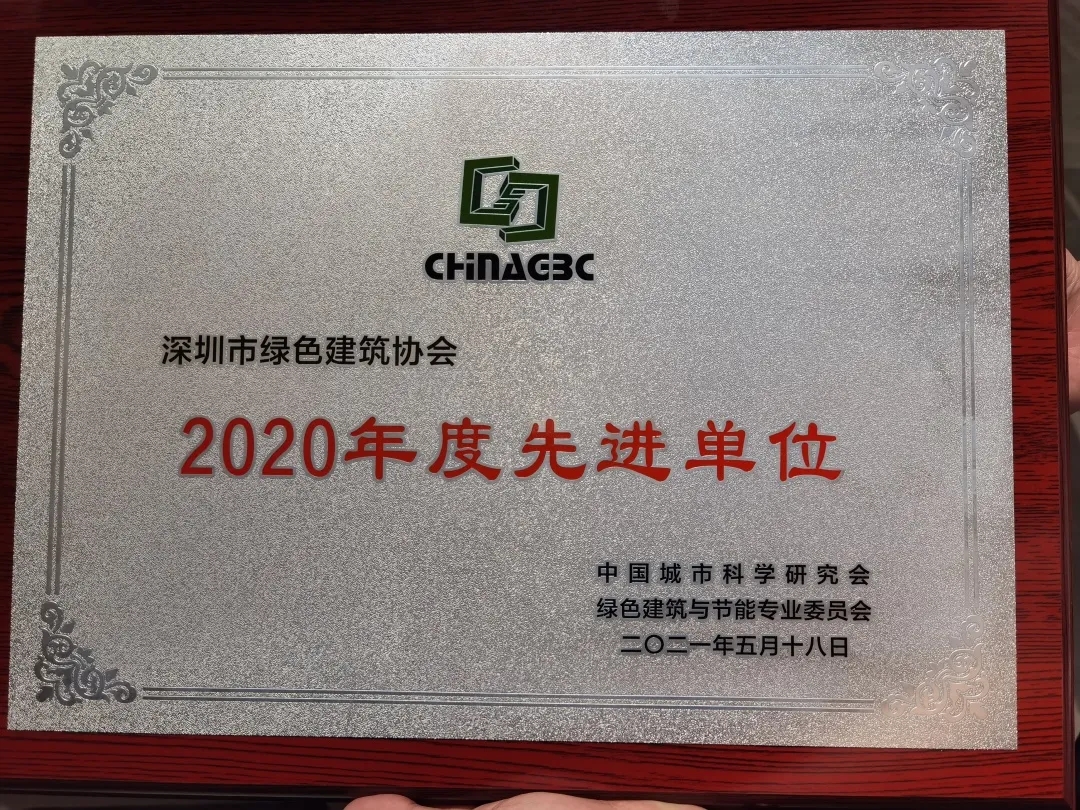 CHINAGBC
深圳市绿色建筑协会
2020年度先进单位
中国城市科学研究会
绿色建筑与节能专业委员会
二〇二一年五月十八日